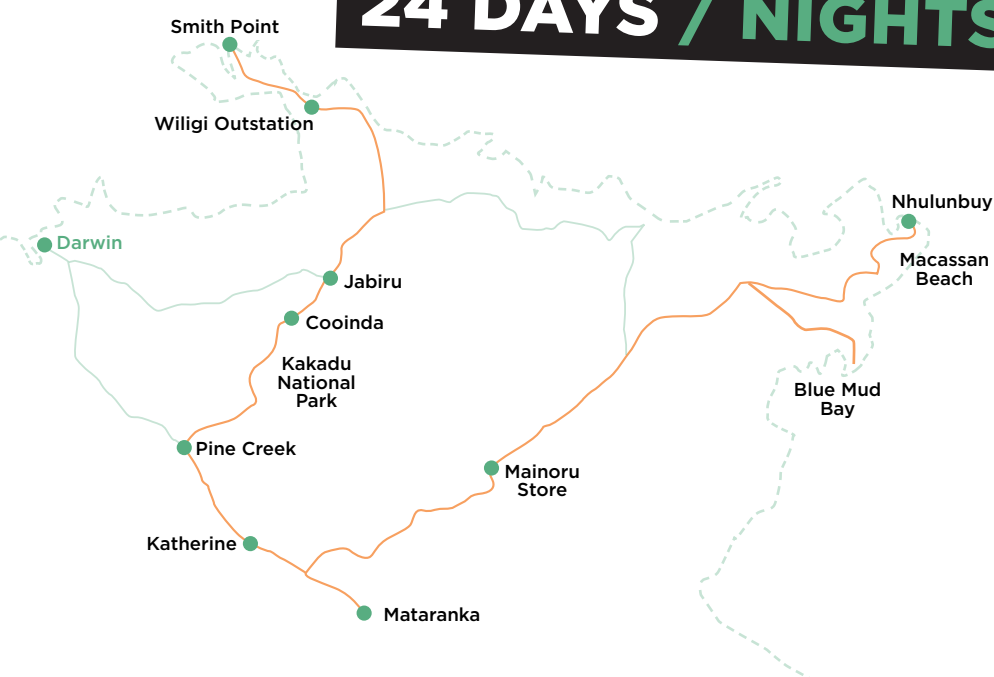 24 DAYS / NIGHTS
Smith Point
Wiligi Outstation
Darwin
Nhulunbuy
Macassan
Beach
Jabiru
Cooinda
Kakadu
National
Park
Blue Mud
Bay
Pine Creek
Mainoru
Store
Katherine
Mataranka